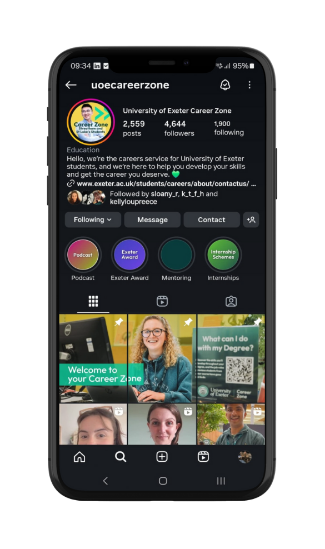 09:34
95%
uoecareerzone
University of Exeter Career Zone
2,559
4,644
1,900
posts
followers
following
Career Zone
Education
Hello, we're the careers service for University of Exeter
students, and we're here to help you develop your skills
and get the career you deserve. 💚
www.exeter.ac.uk/students/careers/about/contactus/ ...
Followed by sloany_r, k_t_f_h and
kellyloupreece
Following
Message
Contact
Podcast
Exeter
Award
Internship
Schemes
Podcast
Exeter Award
Mentoring
Internships
Welcome to
your Career Zone
What can I do
with my Degree?
University
of Exeter